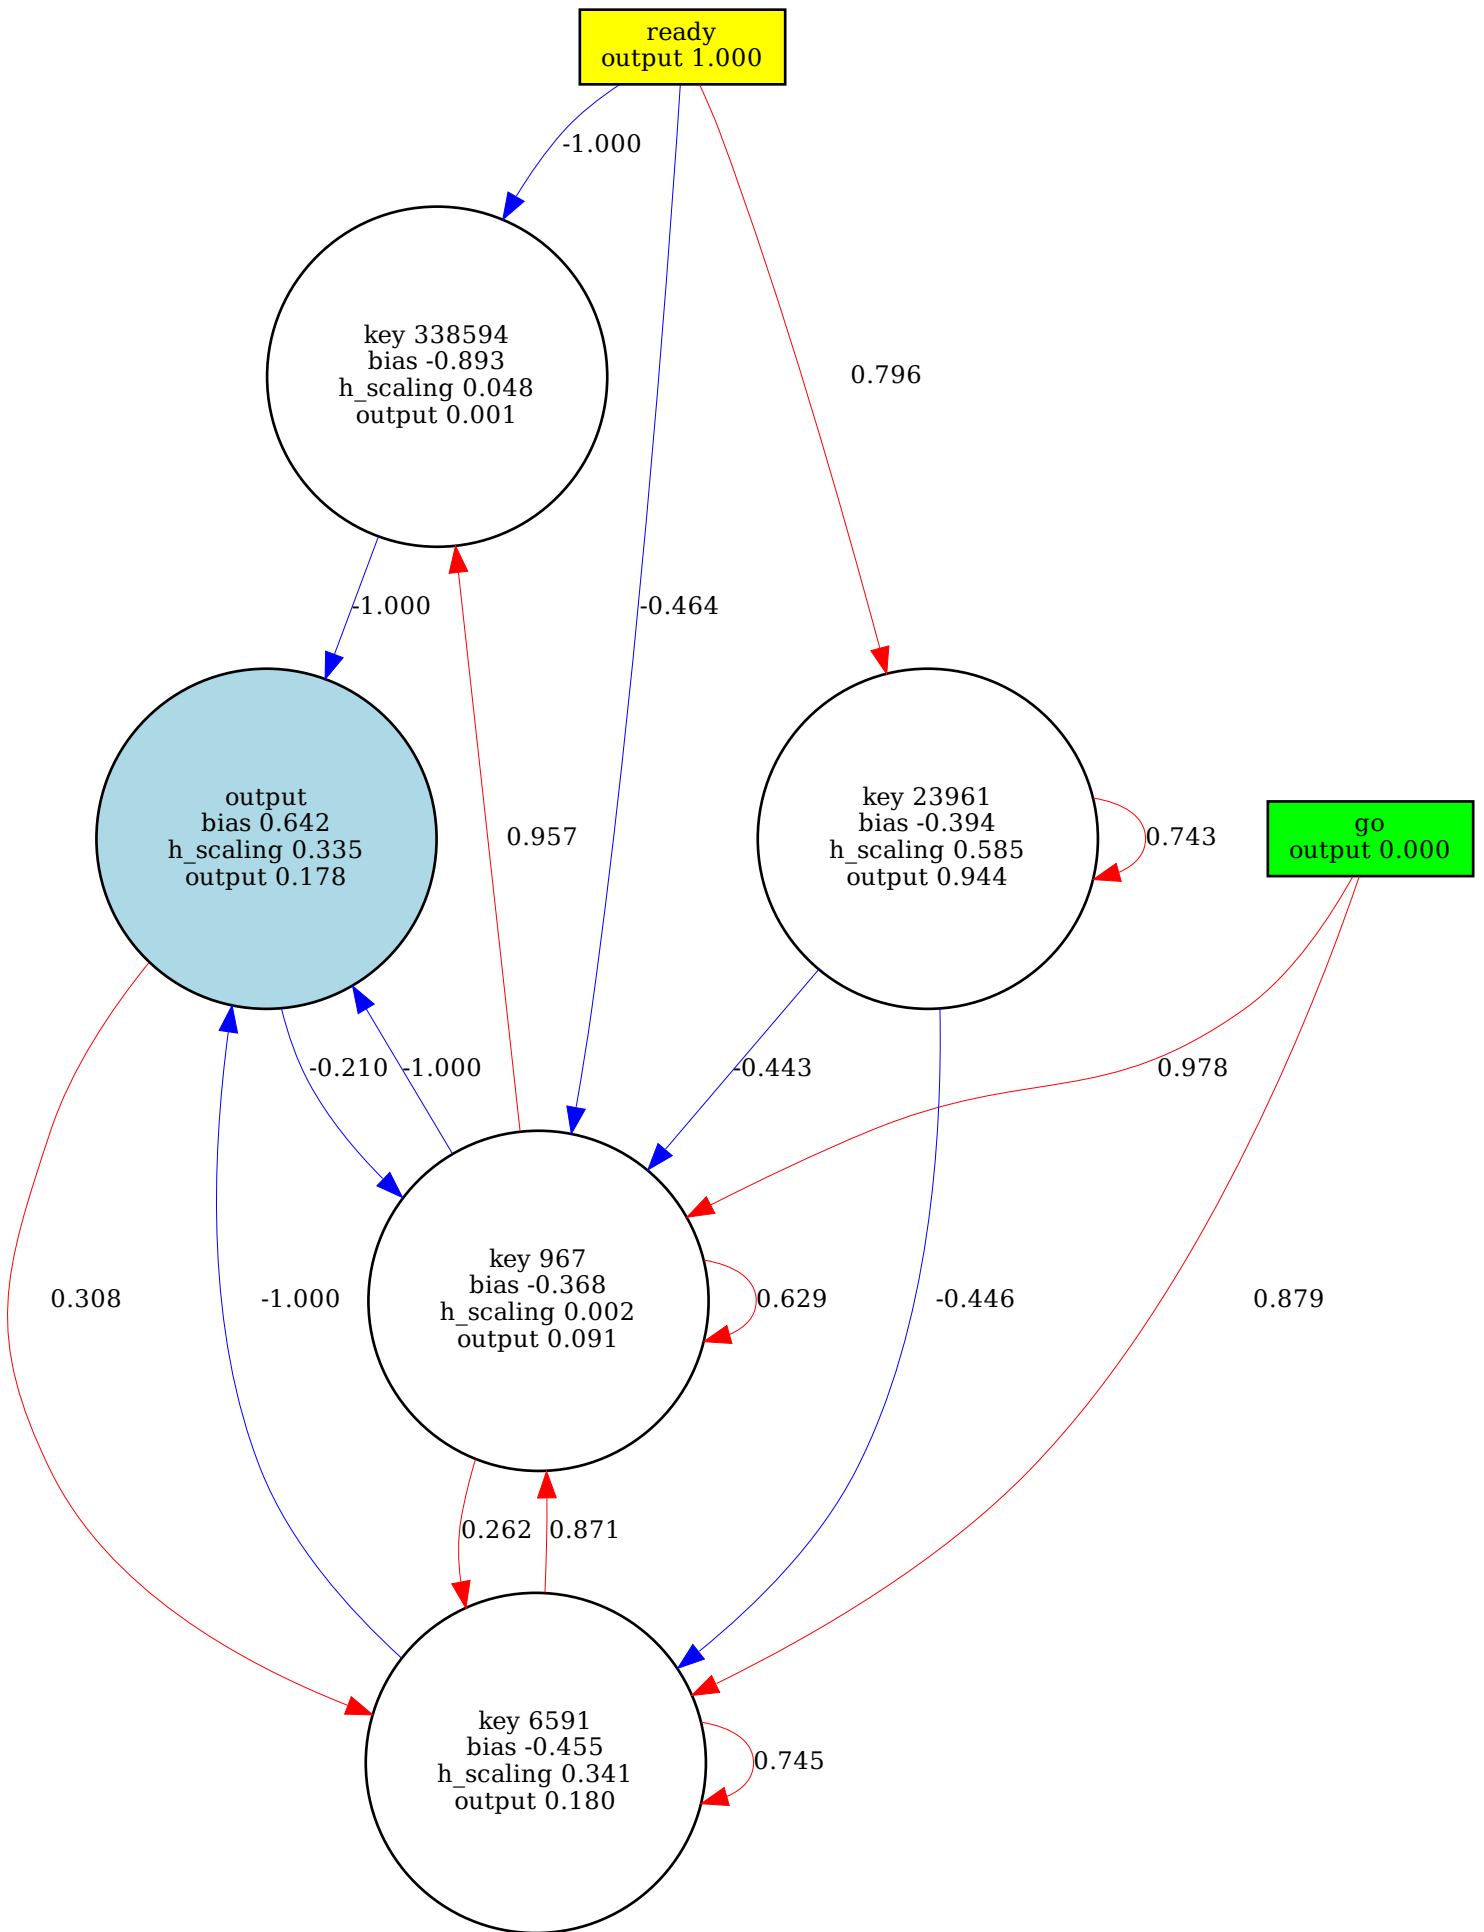 ready
output 1.000
-1.000
key 338594
bias -0.893
h_scaling 0.048
output 0.001
0.796
-1.000
-0.464
output
bias 0.642
h_scaling 0.335
output 0.178
0.957
key 23961
bias -0.394
h_scaling 0.585
output 0.944
0.743
go
output 0.000
-0.210
-1.000
-0.443
0.978
0.308
-1.000
key 967
bias -0.368
h_scaling 0.002
output 0.091
0.629
-0.446
0.879
0.262
0.871
key 6591
bias -0.455
h_scaling 0.341
output 0.180
0.745